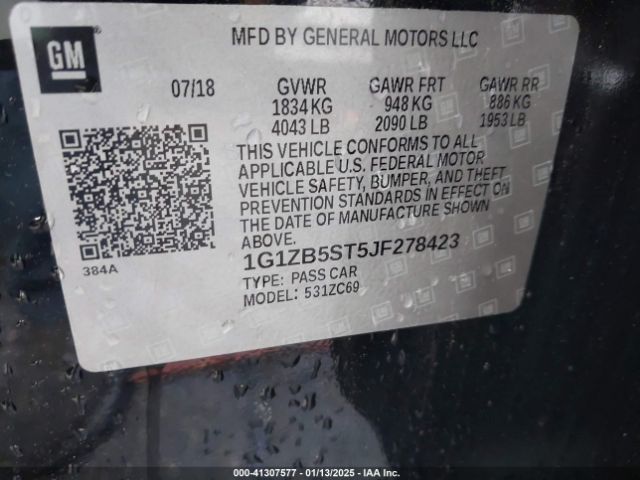 GM
MFD BY GENERAL MOTORS LLC
07/18
GVWR
GAWR FRT
GAWR RR
1834 KG
948 KG
886 KG
4043 LB
2090 LB
1953 LB
THIS VEHICLE CONFORMS TO ALL
APPLICABLE U.S. FEDERAL MOTOR
VEHICLE SAFETY, BUMPER, AND THEFT
PREVENTION STANDARDS IN EFFECT ON
THE DATE OF MANUFACTURE SHOWN
ABOVE.
384A
1G1ZB5ST5JF278423
TYPE: PASS CAR
MODEL: 531ZC69
000-41307577 — 01/13/2025 — IAA Inc.